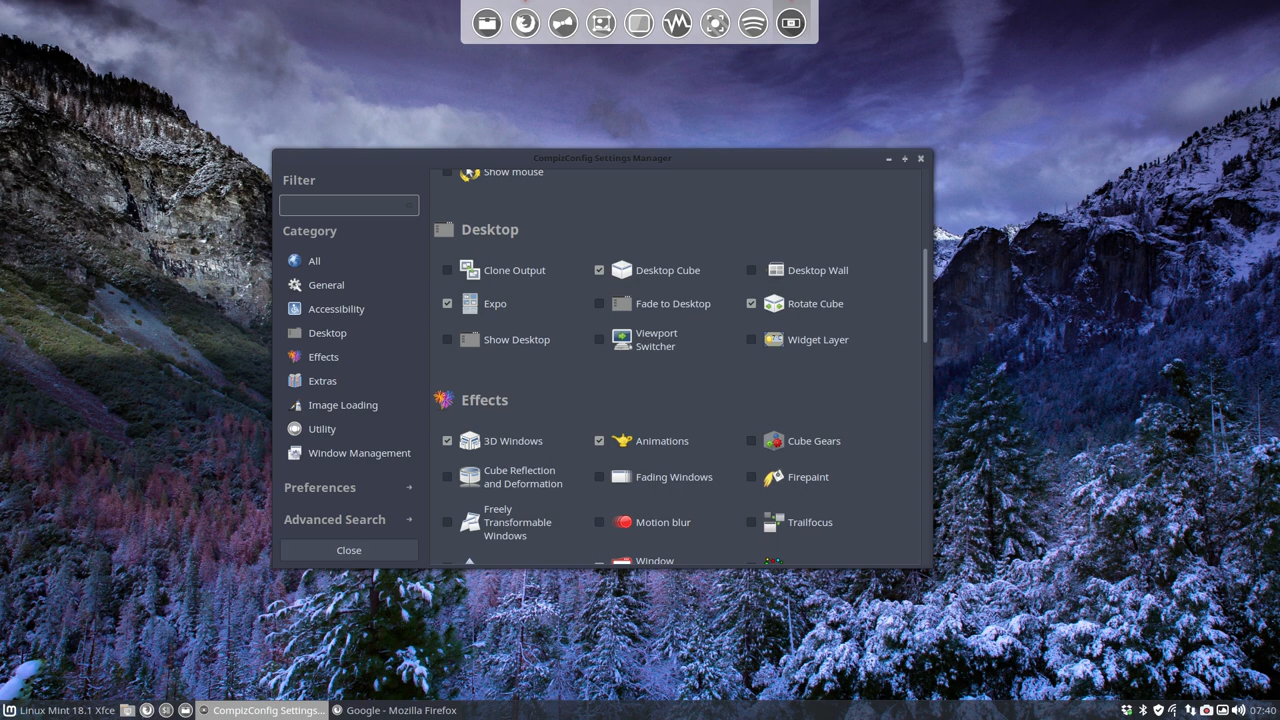 CompizConfig Settings Manager
Filter
Category
All
General
Accessibility
Desktop
Effects
Extras
Image Loading
Utility
Window Management
Preferences
Advanced Search
Close
Show mouse
Desktop
Clone Output
Desktop Cube
Desktop Wall
Expo
Fade to Desktop
Rotate Cube
Show Desktop
Viewport
Switcher
Widget Layer
Effects
3D Windows
Animations
Cube Gears
Cube Reflection
and Deformation
Fading Windows
Firepaint
Freely
Transformable
Windows
Motion blur
Trailfocus
Window
Linux Mint 18.1 Xfce
CompizConfig Settings...
Google - Mozilla Firefox
07:40